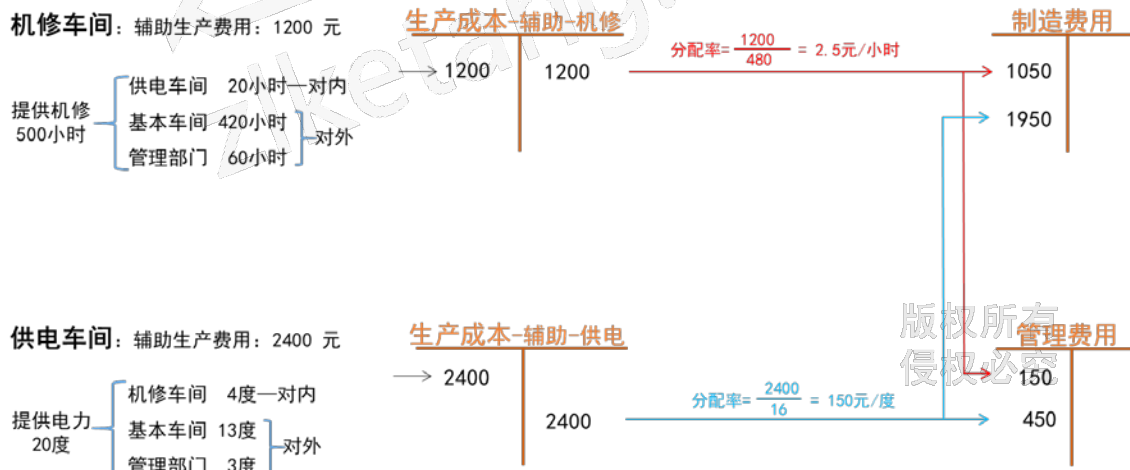 机修车间：辅助生产费用：1200 元
生产成本-辅助-机修
制造费用
提供机修
500小时
供电车间 20小时—对内
基本车间 420小时
管理部门 60小时
对外
1200
1200
分配率=1200/480 = 2.5元/小时
1050
1950
zlketang.
供电车间：辅助生产费用：2400 元
生产成本-辅助-供电
管理费用
版权所有
侵权必究
提供电力
20度
机修车间 4度—对内
基本车间 13度
管理部门 3度
对外
2400
2400
分配率=2400/16 = 150元/度
150
450